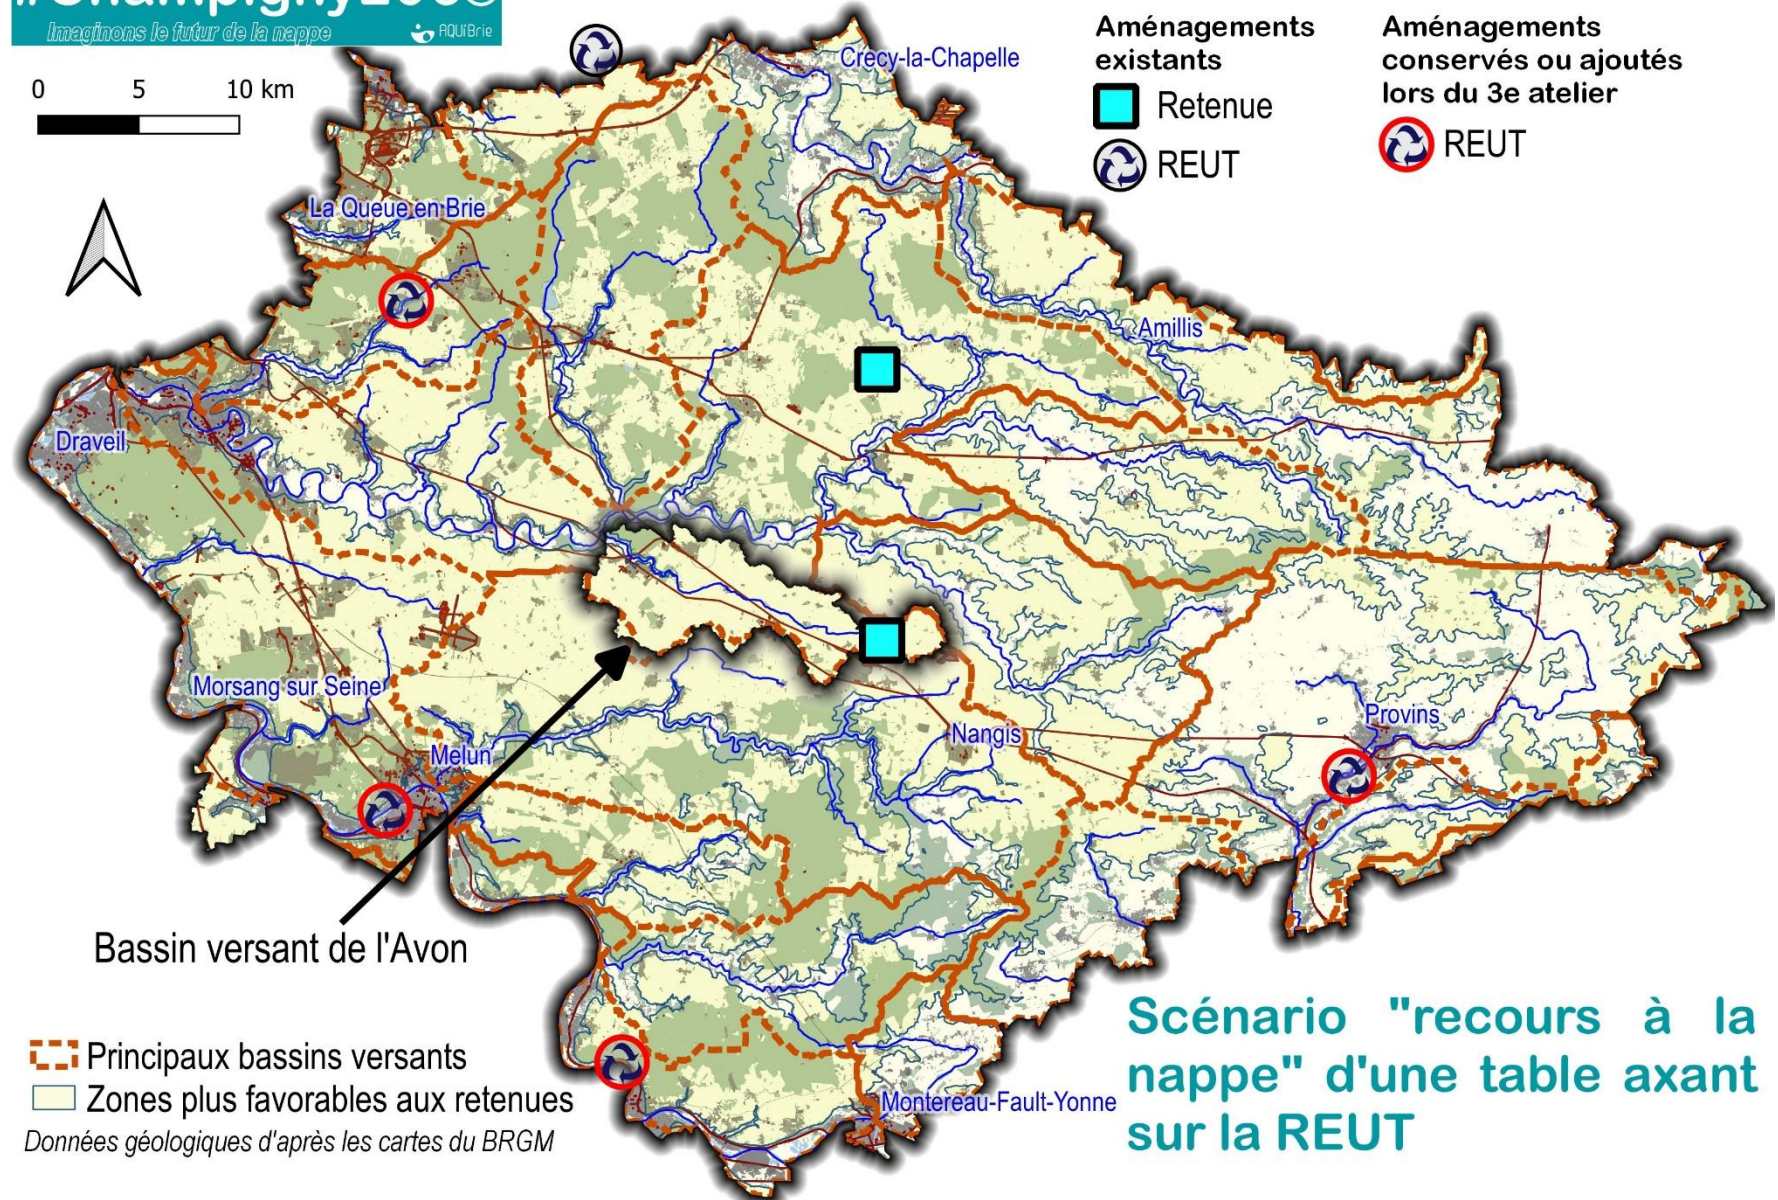 Imaginons le futur de la nappe
AQUiBrie
0 5 10 km
Aménagements
existants
Retenue
REUT
Aménagements
conservés ou ajoutés
lors du 3e atelier
REUT
Crecy-la-Chapelle
La Queue en Brie
Amillis
Draveil
Morsang sur Seine
Melun
Nangis
Provins
Bassin versant de l'Avon
Montereau-Fault-Yonne
Principaux bassins versants
Zones plus favorables aux retenues
Données géologiques d'après les cartes du BRGM
Scénario "recours à la
nappe" d'une table axant
sur la REUT